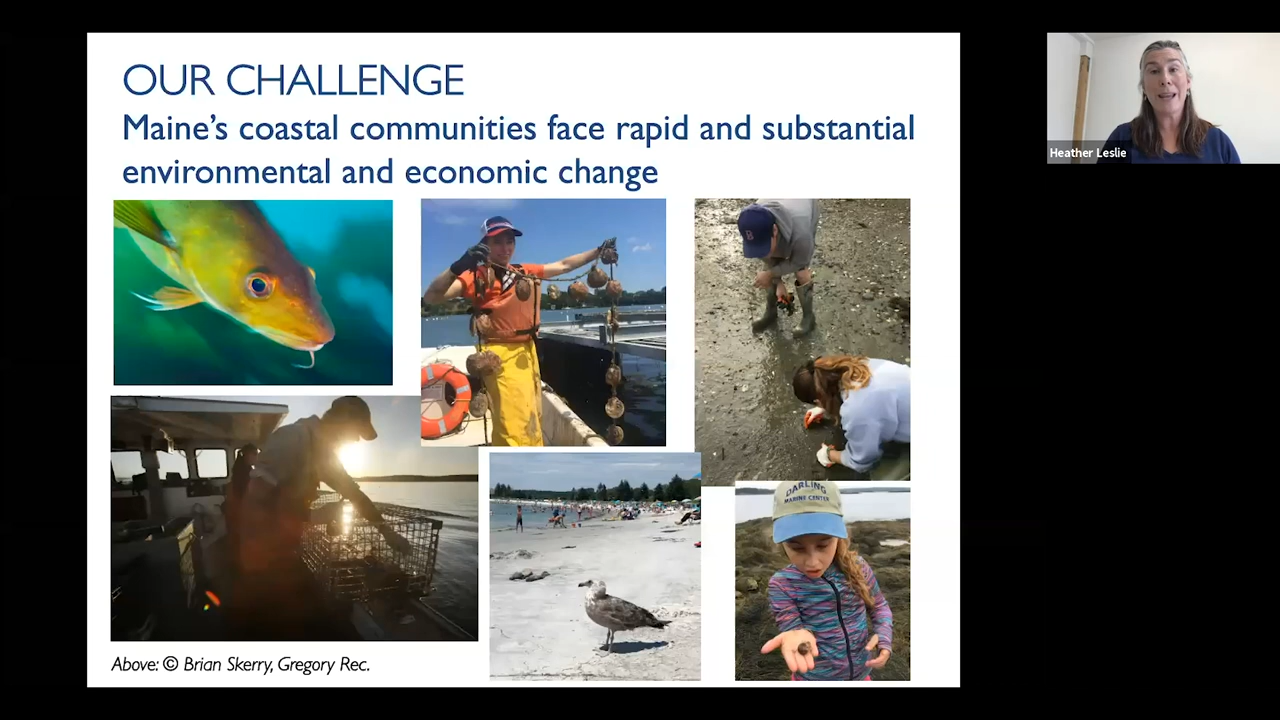 OUR CHALLENGE
Maine's coastal communities face rapid and substantial
environmental and economic change
DARLING
MARINE CENTER
Above: © Brian Skerry, Gregory Rec.
Heather Leslie